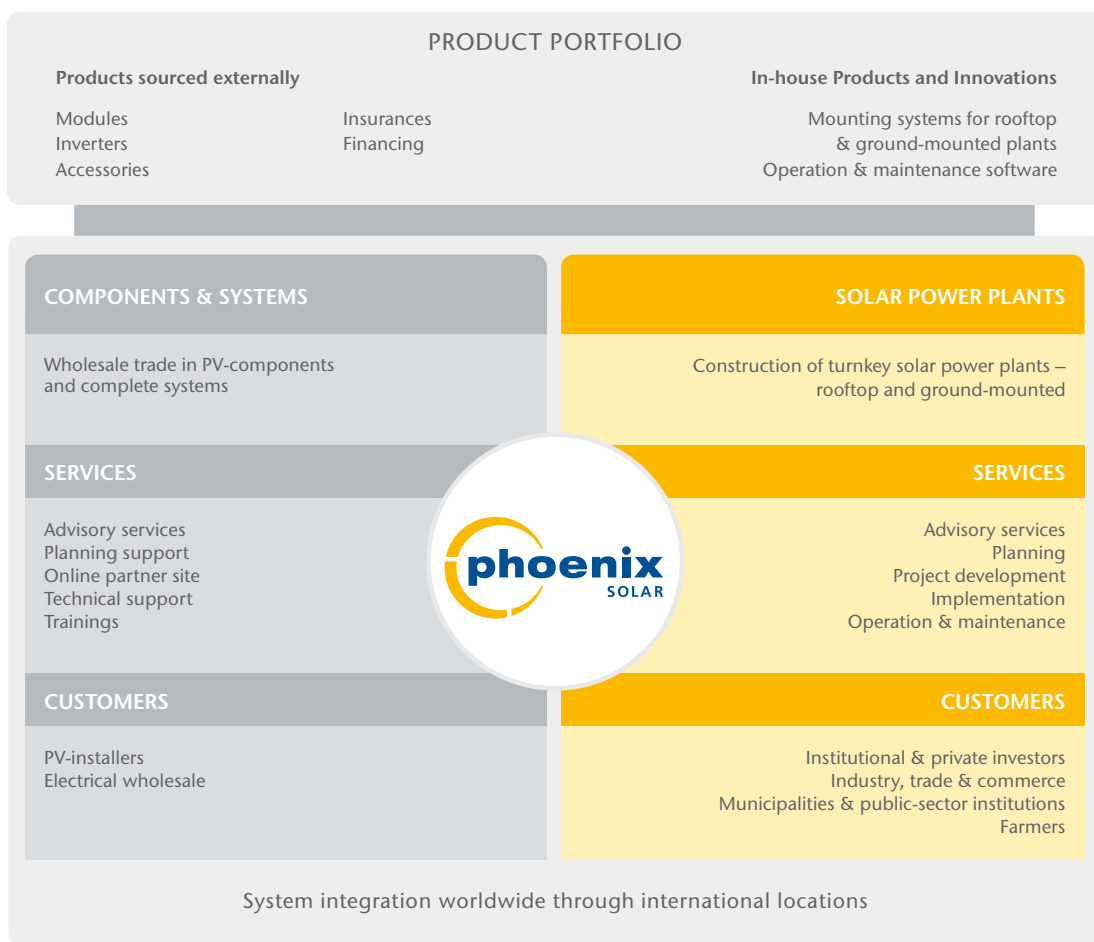 PRODUCT PORTFOLIO
Products sourced externally
Modules
Inverters
Accessories
Insurances
Financing
In-house Products and Innovations
Mounting systems for rooftop
& ground-mounted plants
Operation & maintenance software
COMPONENTS & SYSTEMS
Wholesale trade in PV-components
and complete systems
SERVICES
Advisory services
Planning support
Online partner site
Technical support
Trainings
CUSTOMERS
PV-installers
Electrical wholesale
phoenix
SOLAR
SOLAR POWER PLANTS
Construction of turnkey solar power plants –
rooftop and ground-mounted
SERVICES
Advisory services
Planning
Project development
Implementation
Operation & maintenance
CUSTOMERS
Institutional & private investors
Industry, trade & commerce
Municipalities & public-sector institutions
Farmers
System integration worldwide through international locations